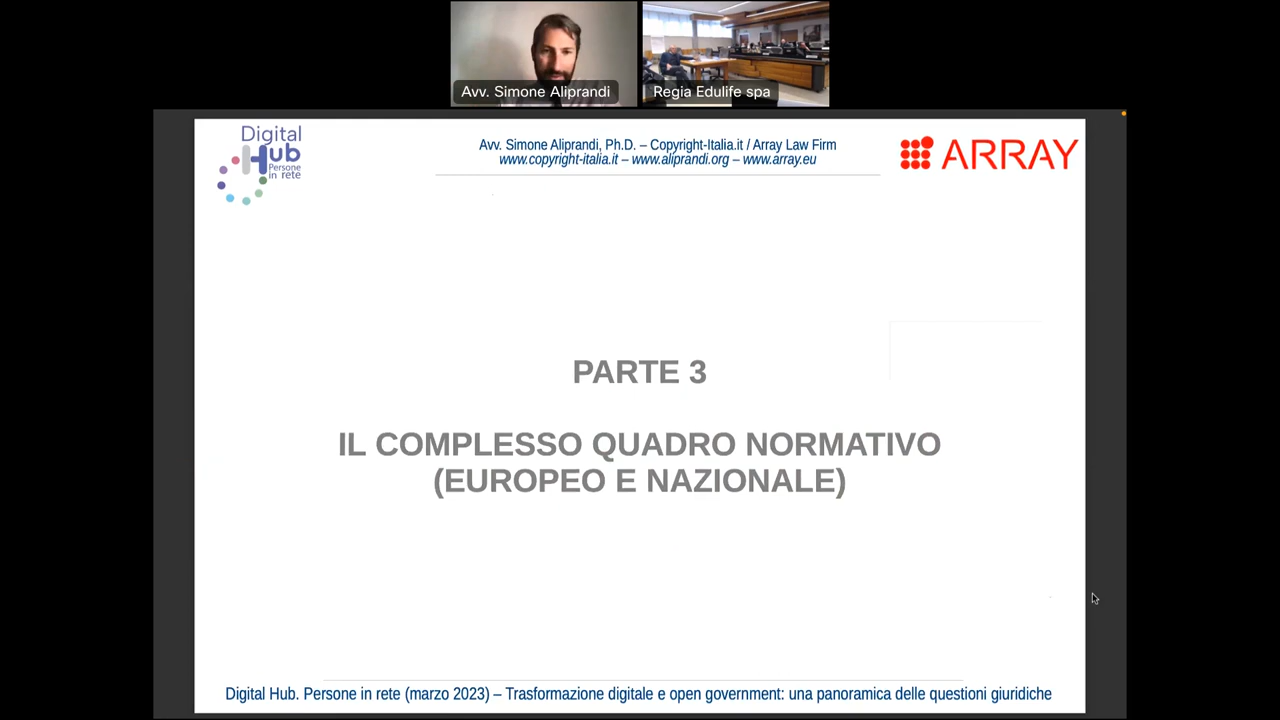 Avv. Simone Aliprandi
Regia Edulife spa
Digital
Hub
Persone
in rete
Avv. Simone Aliprandi, Ph.D. – Copyright-Italia.it / Array Law Firm
www.copyright-italia.it – www.aliprandi.org – www.array.eu
ARRAY
PARTE 3
IL COMPLESSO QUADRO NORMATIVO
(EUROPEO E NAZIONALE)
Digital Hub. Persone in rete (marzo 2023) – Trasformazione digitale e open government: una panoramica delle questioni giuridiche